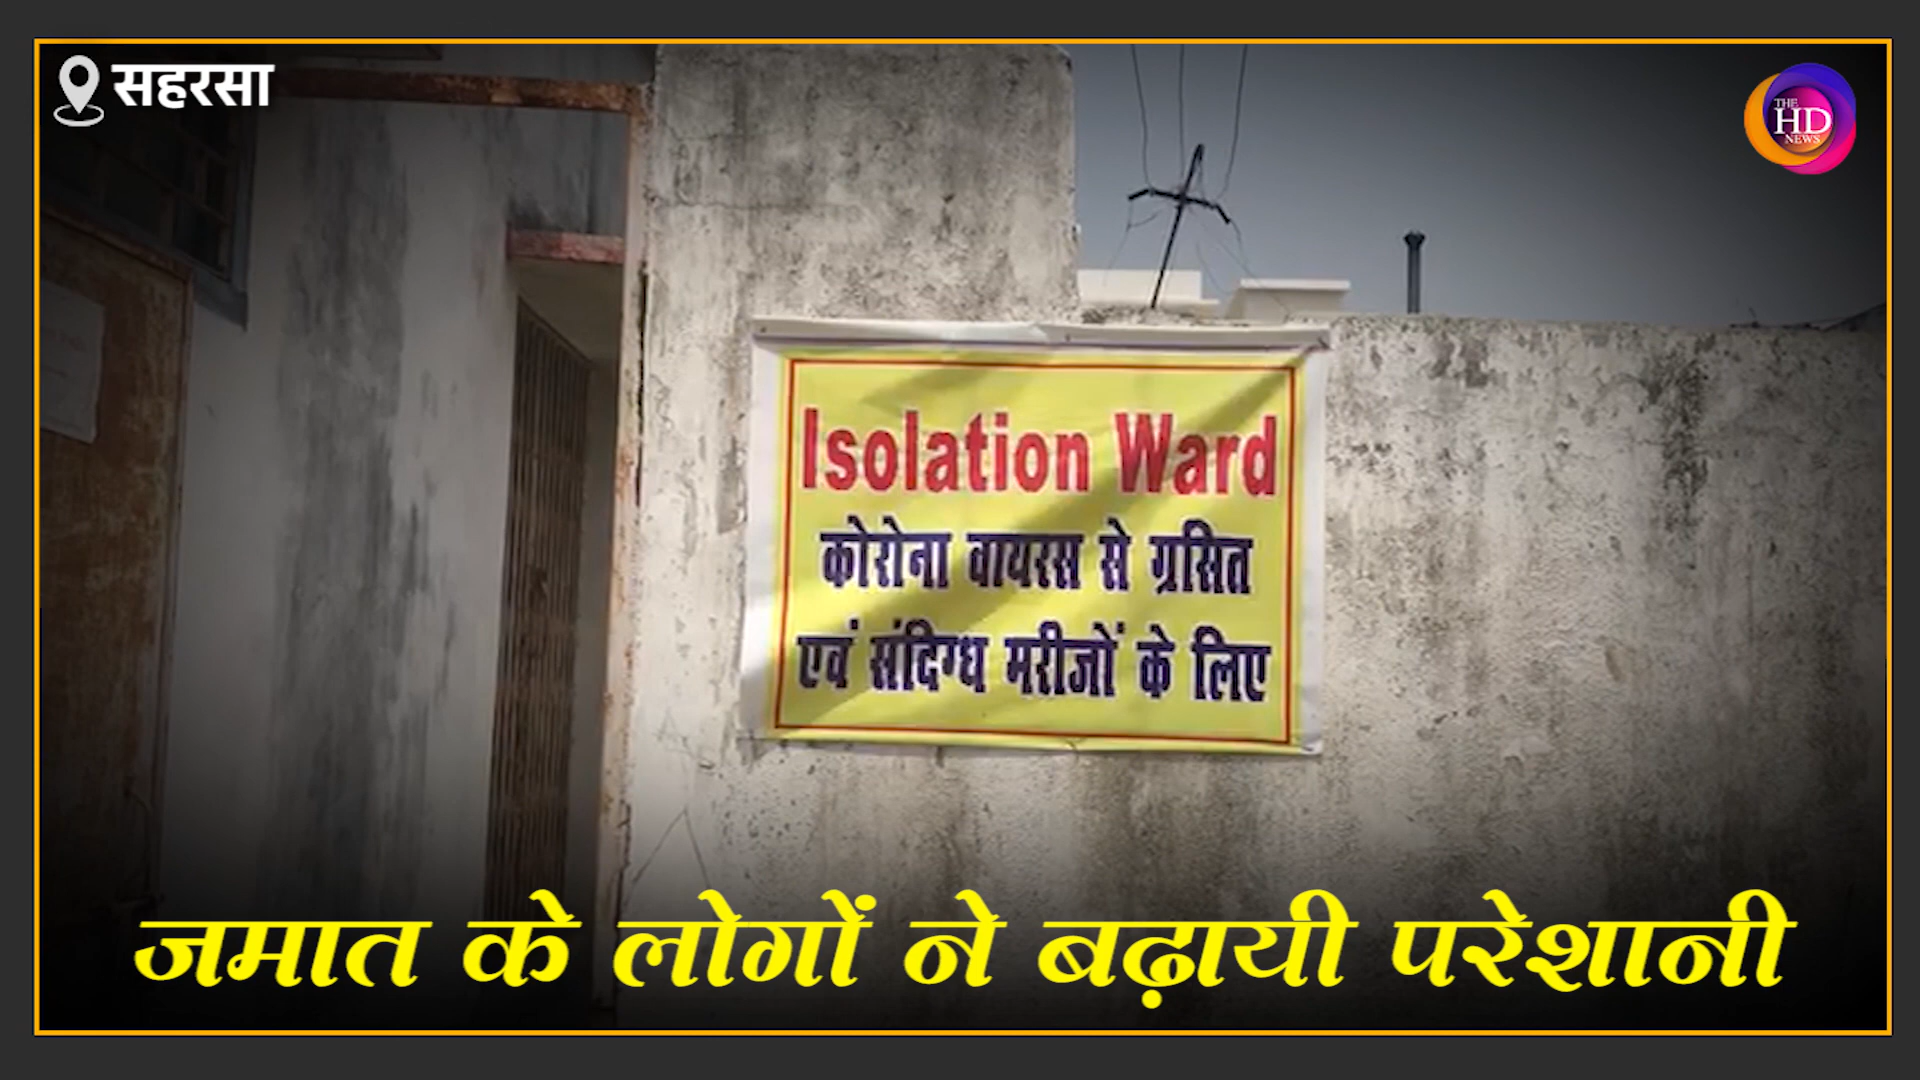 सहरसा
THE
HD
NEWS
Isolation Ward
कोरोना वायरस से ग्रसित
एवं संदिग्ध मरीजों के लिए
जमात के लोगों ने बढ़ायी परेशानी